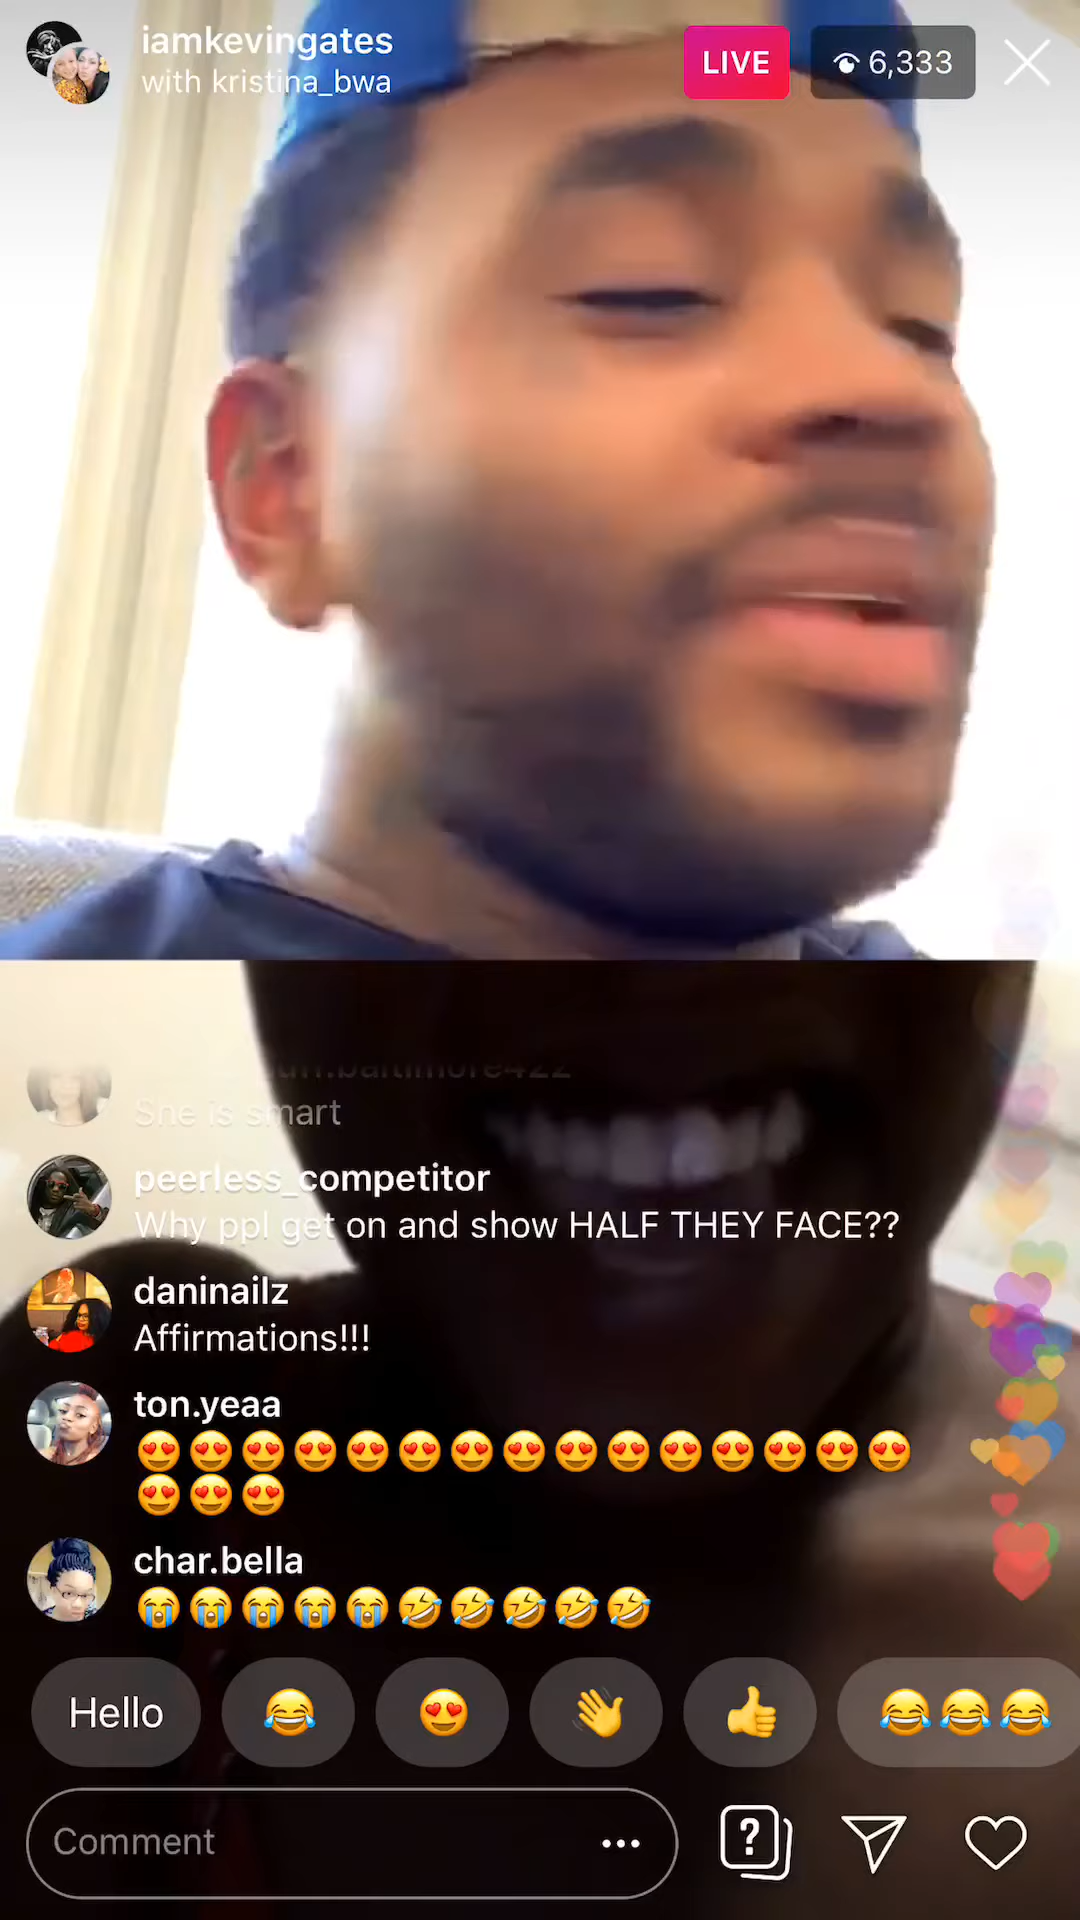 iamkevingates
with kristina_bwa
LIVE
6,333
She is smart
peerless_competitor
Why ppl get on and show HALF THEY FACE??
daninailz
Affirmations!!!
ton.yeaa
😍😍😍😍😍😍😍😍😍😍😍😍😍😍😍
😍😍😍
char.bella
😭😭😭😭😭🤣🤣🤣🤣🤣
Hello 😂 😍 👋 👍 😂😂😂
Comment